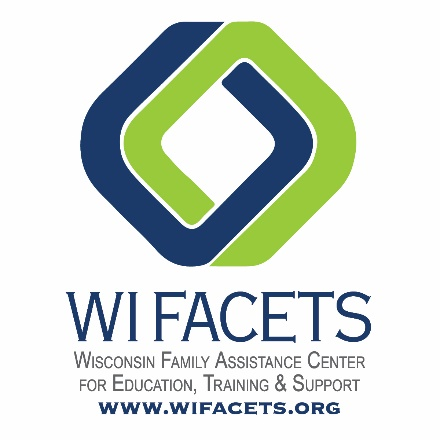 WI FACETS
Wisconsin Family Assistance Center
for Education, Training & Support
www.wifacets.org